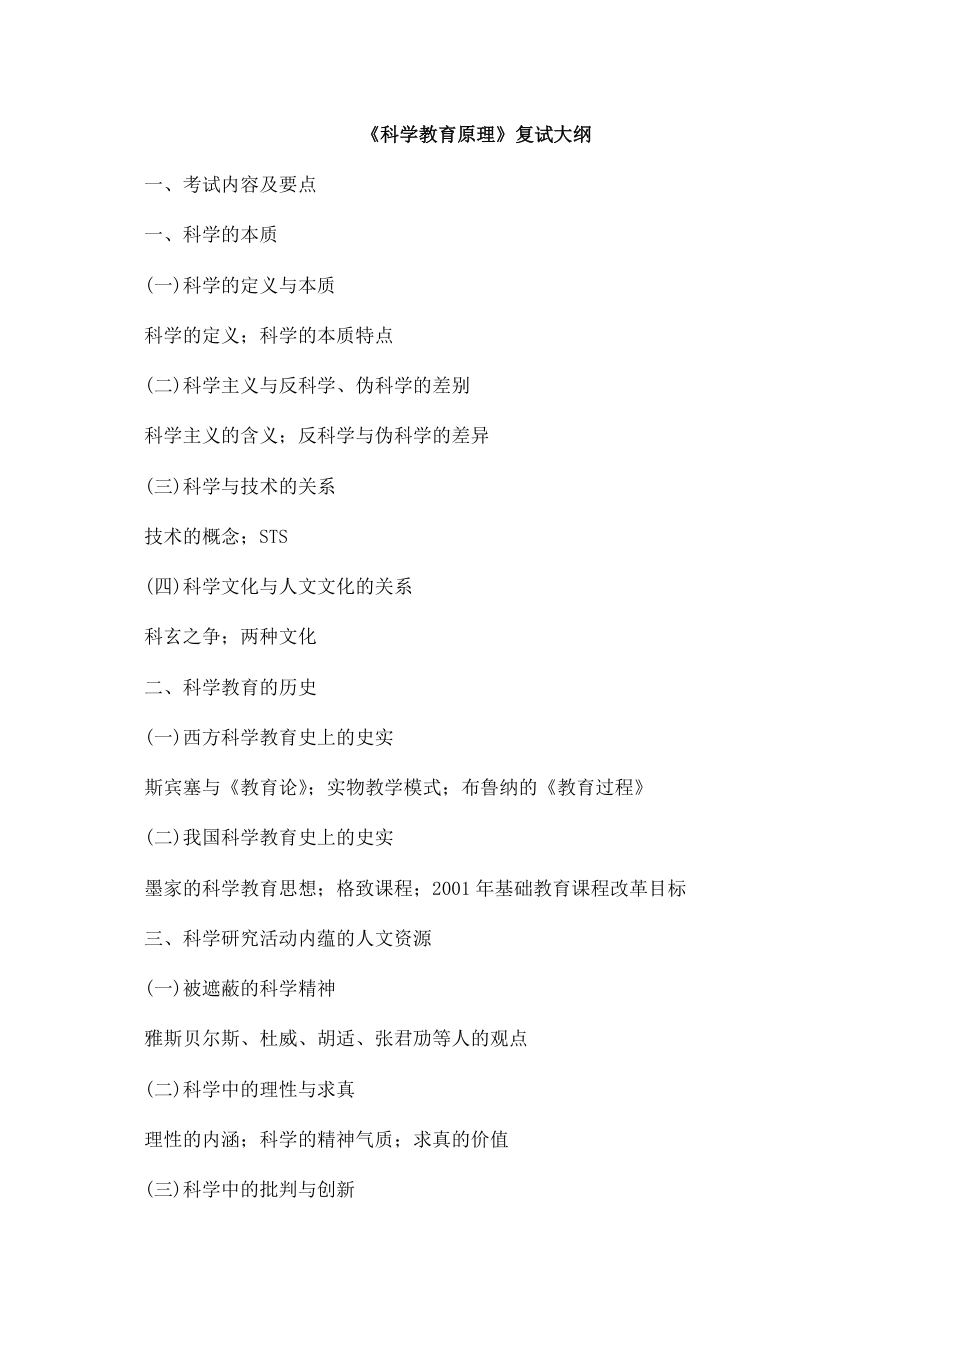 《科学教育原理》复试大纲
一、考试内容及要点
一、科学的本质
(一)科学的定义与本质
科学的定义；科学的本质特点
(二)科学主义与反科学、伪科学的差别
科学主义的含义；反科学与伪科学的差异
(三)科学与技术的关系
技术的概念；STS
(四)科学文化与人文文化的关系
科玄之争；两种文化
二、科学教育的历史
(一)西方科学教育史上的史实
斯宾塞与《教育论》；实物教学模式；布鲁纳的《教育过程》
(二)我国科学教育史上的史实
墨家的科学教育思想；格致课程；2001 年基础教育课程改革目标
三、科学研究活动内蕴的人文资源
(一)被遮蔽的科学精神
雅斯贝尔斯、杜威、胡适、张君劢等人的观点
(二)科学中的理性与求真
理性的内涵；科学的精神气质；求真的价值
(三)科学中的批判与创新